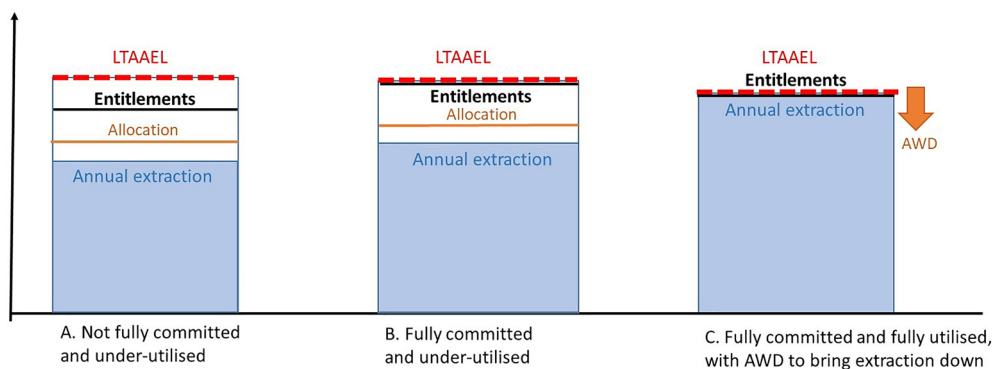 LTAAEL
Entitlements
Allocation
Annual extraction
A. Not fully committed
and under-utilised
LTAAEL
Entitlements
Allocation
Annual extraction
B. Fully committed
and under-utilised
LTAAEL
Entitlements
Annual extraction
AWD
C. Fully committed and fully utilised,
with AWD to bring extraction down